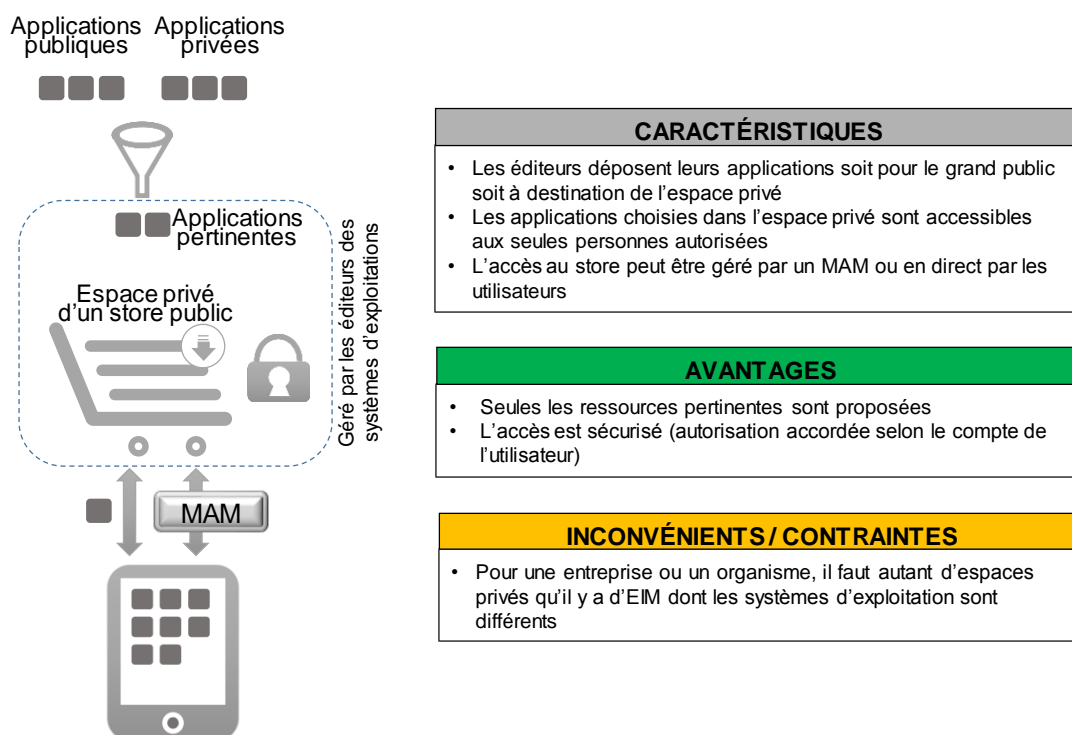 Applications
publiques
Applications
privées
Applications
pertinentes
Espace privé
d'un store public
Géré par les éditeurs des
systèmes d'exploitations
MAM
CARACTÉRISTIQUES
• Les éditeurs déposent leurs applications soit pour le grand public
soit à destination de l'espace privé
• Les applications choisies dans l'espace privé sont accessibles
aux seules personnes autorisées
• L'accès au store peut être géré par un MAM ou en direct par les
utilisateurs
AVANTAGES
• Seules les ressources pertinentes sont proposées
• L'accès est sécurisé (autorisation accordée selon le compte de
l'utilisateur)
INCONVÉNIENTS / CONTRAINTES
• Pour une entreprise ou un organisme, il faut autant d'espaces
privés qu'il y a d'EIM dont les systèmes d'exploitation sont
différents